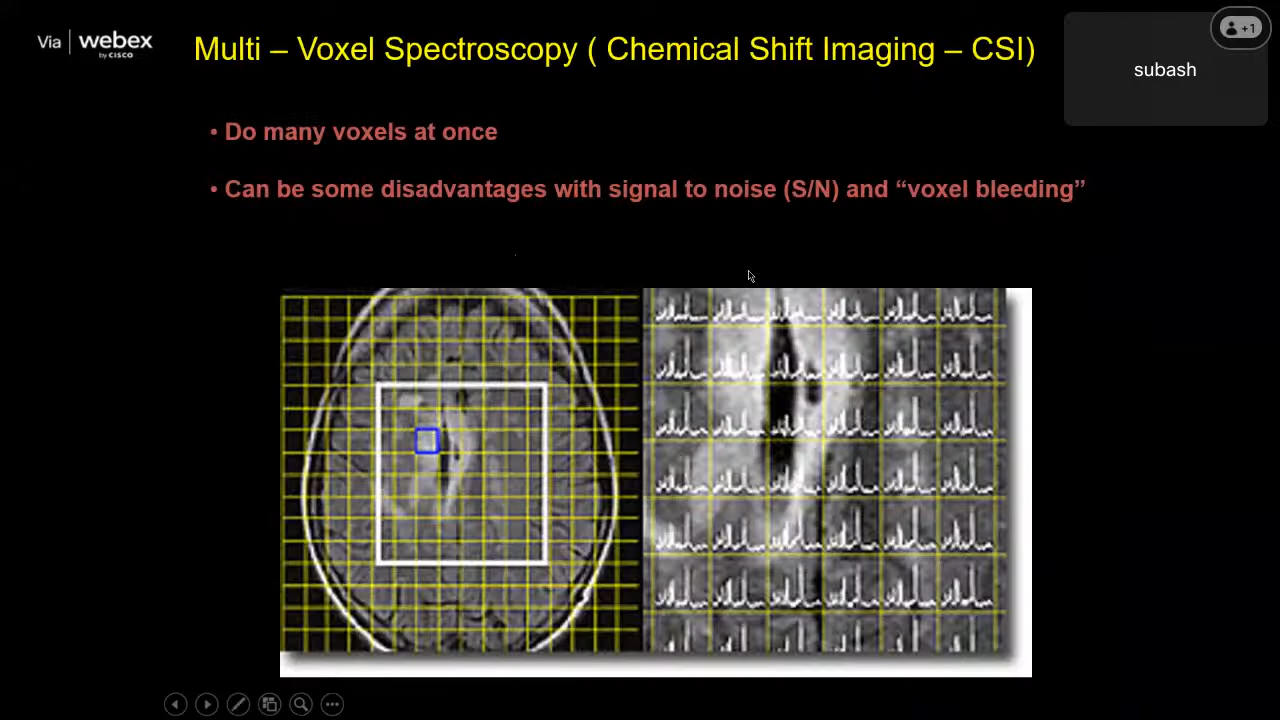 Via webex
by CISCO
Multi – Voxel Spectroscopy ( Chemical Shift Imaging – CSI)
+1
subash
• Do many voxels at once
• Can be some disadvantages with signal to noise (S/N) and “voxel bleeding”